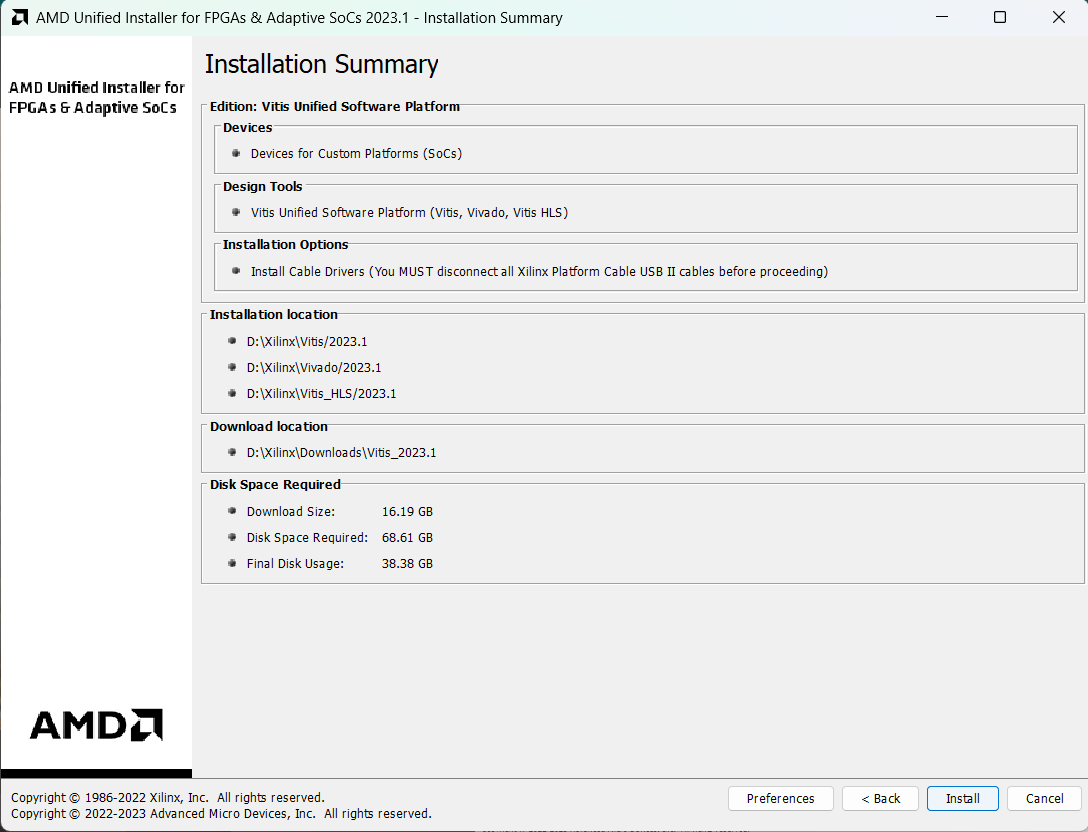 AMD Unified Installer for FPGAs & Adaptive SoCs 2023.1 - Installation Summary
AMD Unified Installer for
FPGAs & Adaptive SoCs
Installation Summary
Edition: Vitis Unified Software Platform
Devices
Devices for Custom Platforms (SoCs)
Design Tools
Vitis Unified Software Platform (Vitis, Vivado, Vitis HLS)
Installation Options
Install Cable Drivers (You MUST disconnect all Xilinx Platform Cable USB II cables before proceeding)
Installation location
D:\Xilinx\Vitis/2023.1
D:\Xilinx\Vivado/2023.1
D:\Xilinx\Vitis_HLS/2023.1
Download location
D:\Xilinx\Downloads\Vitis_2023.1
Disk Space Required
Download Size: 16.19 GB
Disk Space Required: 68.61 GB
Final Disk Usage: 38.38 GB
AMD
Copyright © 1986-2022 Xilinx, Inc. All rights reserved.
Copyright © 2022-2023 Advanced Micro Devices, Inc. All rights reserved.
Preferences < Back Install Cancel